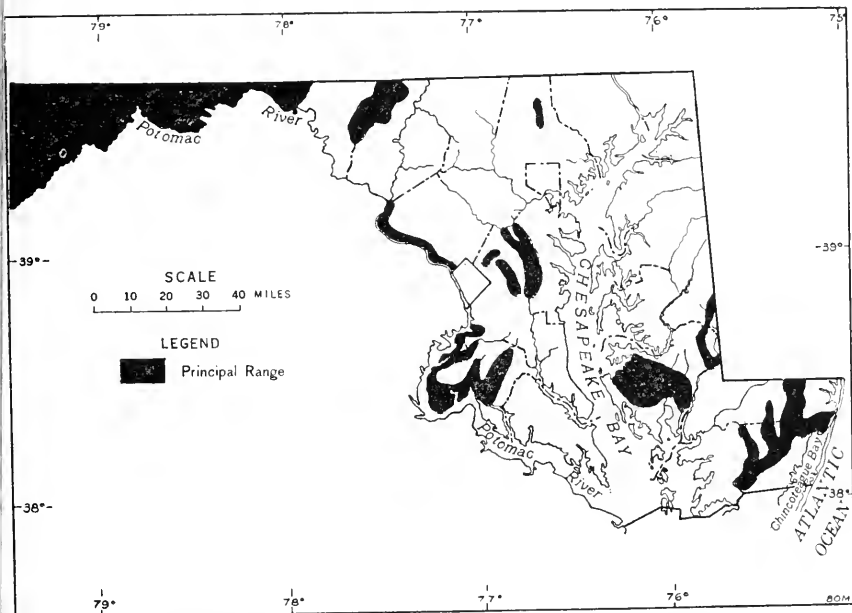 79° 78° 77° 76° 75°
Potomac
River
39°
39°
SCALE
0 10 20 30 40 MILES
LEGEND
Principal Range
CHESAPEAKE BAY
Potomac
River
38°
38°
Chincoteague Bay
ATLANTIC
OCEAN
79° 78° 77° 76°
BOM